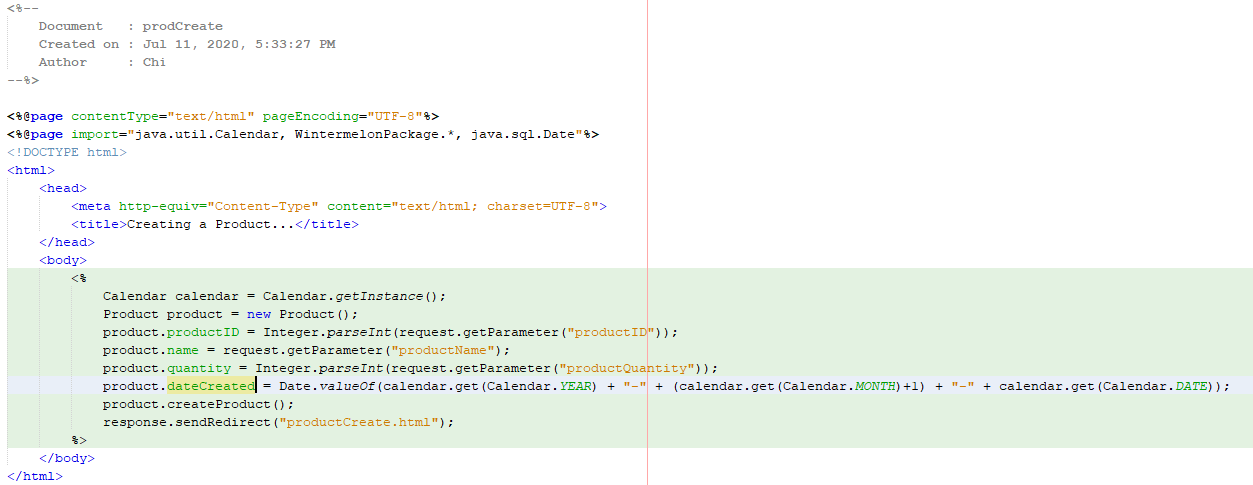 <%--
    Document   : prodCreate
    Created on : Jul 11, 2020, 5:33:27 PM
    Author     : Chi
--%>

<%@page contentType="text/html" pageEncoding="UTF-8"%>
<%@page import="java.util.Calendar, WintermelonPackage.*, java.sql.Date"%>
<!DOCTYPE html>
<html>
    <head>
        <meta http-equiv="Content-Type" content="text/html; charset=UTF-8">
        <title>Creating a Product...</title>
    </head>
    <body>
        <%
            Calendar calendar = Calendar.getInstance();
            Product product = new Product();
            product.productID = Integer.parseInt(request.getParameter("productID"));
            product.name = request.getParameter("productName");
            product.quantity = Integer.parseInt(request.getParameter("productQuantity"));
            product.dateCreated = Date.valueOf(calendar.get(Calendar.YEAR) + "-" + (calendar.get(Calendar.MONTH)+1) + "-" + calendar.get(Calendar.DATE));
            product.createProduct();
            response.sendRedirect("productCreate.html");
        %>
    </body>
</html>